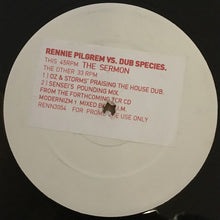 RENNIE PILGREM VS. DUB SPECIES.
THIS 45RPM THE SERMON
THE OTHER 33 RPM
1 ) OZ & STORMS' PRAISING THE HOUSE DUB.
2 ) SENSEI'S POUNDING MIX.
FROM THE FORTHCOMING TCR CD
MODERNIZM 1. MIXED BY J.I.M.
RENN3054 FOR PROMO USE ONLY